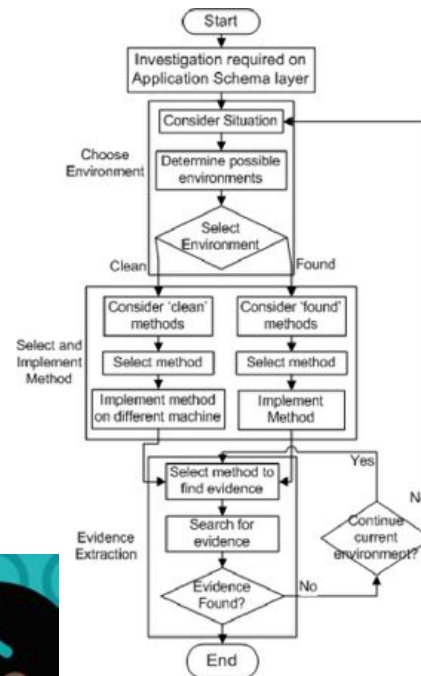 Start
Investigation required on
Application Schema layer
Consider Situation
Choose
Environment
Determine possible
environments
Select
Environment
Clean
Found
Consider 'clean'
methods
Consider 'found'
methods
Select and
Implement
Method
Select method
Select method
Implement method
on different machine
Implement
Method
Yes
Select method to
find evidence
Search for
evidence
Evidence
Extraction
Continue
current
environment?
Evidence
Found?
No
End